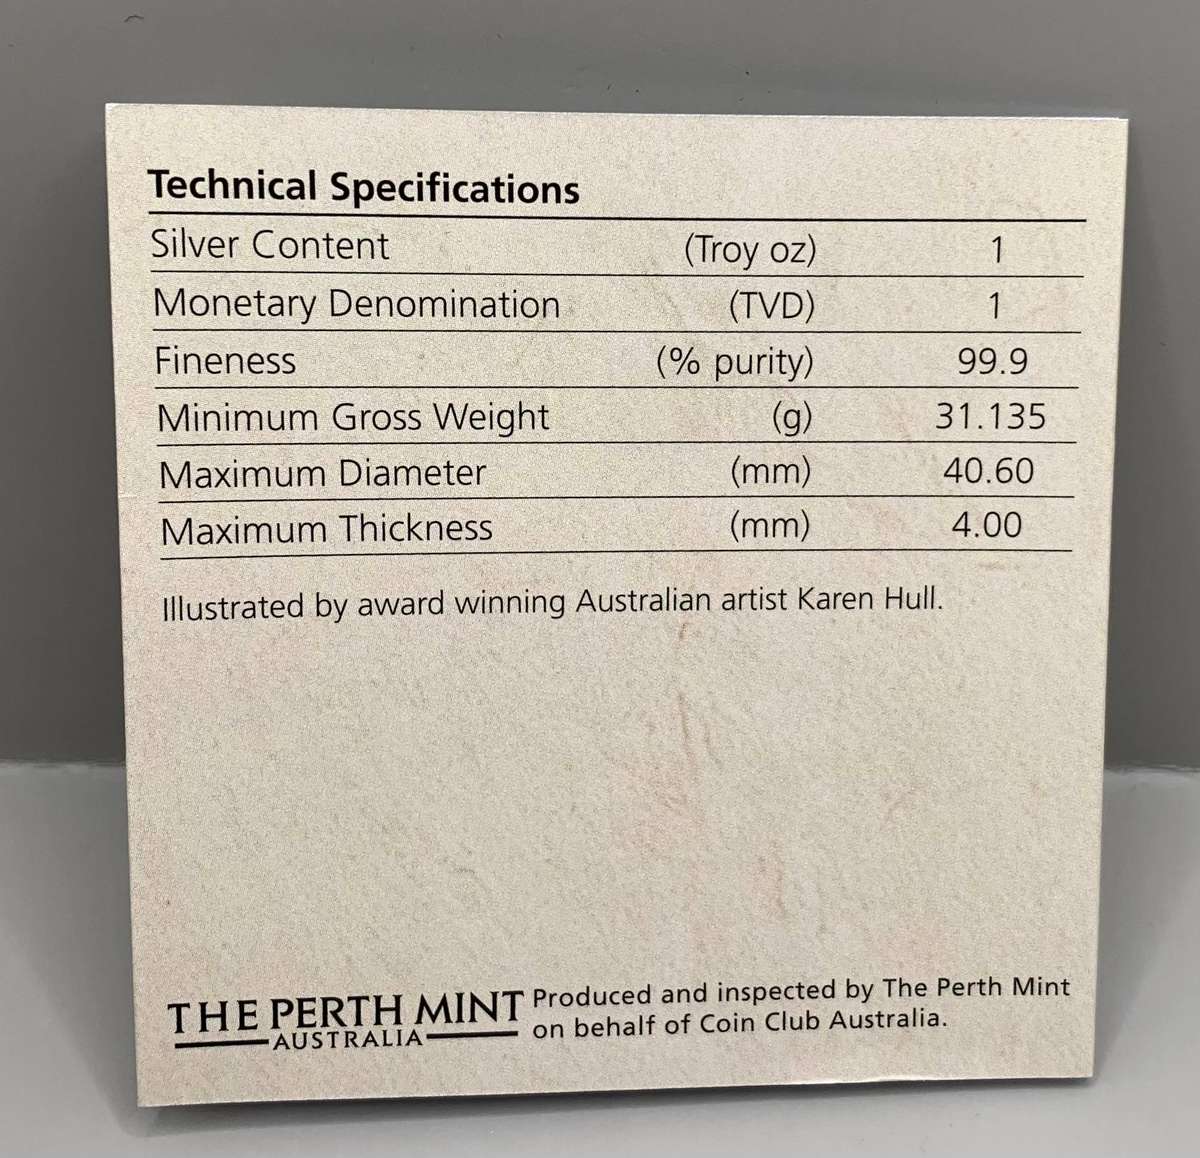 Technical Specifications
Silver Content (Troy oz) 1
Monetary Denomination (TVD) 1
Fineness (% purity) 99.9
Minimum Gross Weight (g) 31.135
Maximum Diameter (mm) 40.60
Maximum Thickness (mm) 4.00
Illustrated by award winning Australian artist Karen Hull.
THE PERTH MINT
AUSTRALIA
Produced and inspected by The Perth Mint
on behalf of Coin Club Australia.